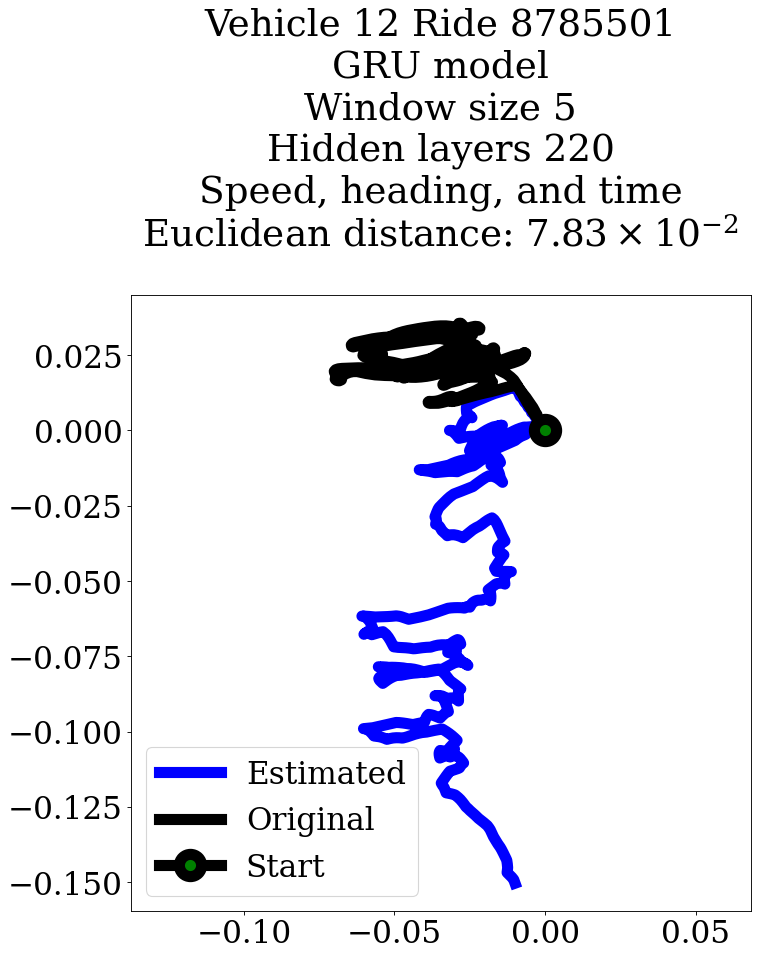 Vehicle 12 Ride 8785501
GRU model
Window size 5
Hidden layers 220
Speed, heading, and time
Euclidean distance: 7.83 × 10⁻²
0.025
0.000
−0.025
−0.050
−0.075
−0.100
−0.125
−0.150
Estimated
Original
Start
−0.10 −0.05 0.00 0.05